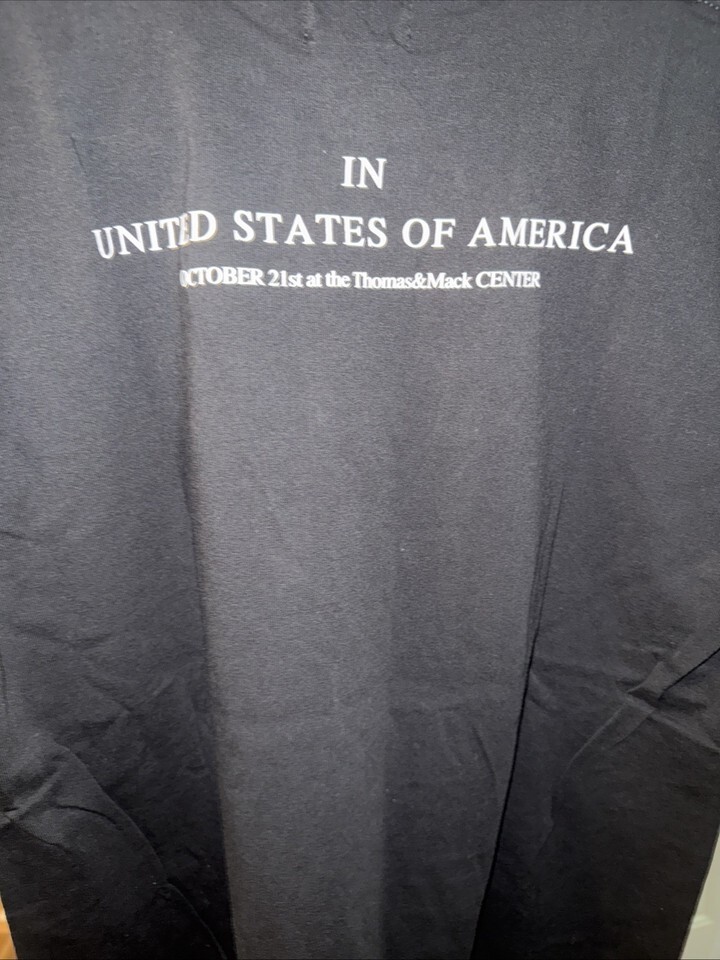 IN
UNITED STATES OF AMERICA
OCTOBER 21st at the Thomas&Mack CENTER